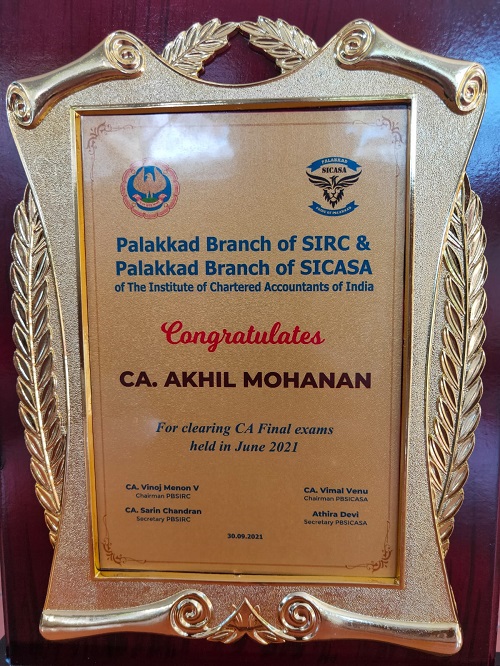 PALAKKAD
SICASA
Palakkad Branch of SIRC &
Palakkad Branch of SICASA
of The Institute of Chartered Accountants of India
Congratulates
CA. AKHIL MOHANAN
For clearing CA Final exams
held in June 2021
CA. Vinoj Menon V
Chairman PBSIRC
CA. Vimal Venu
Chairman PBSICASA
CA. Sarin Chandran
Secretary PBSIRC
Athira Devi
Secretary PBSICASA
30.09.2021